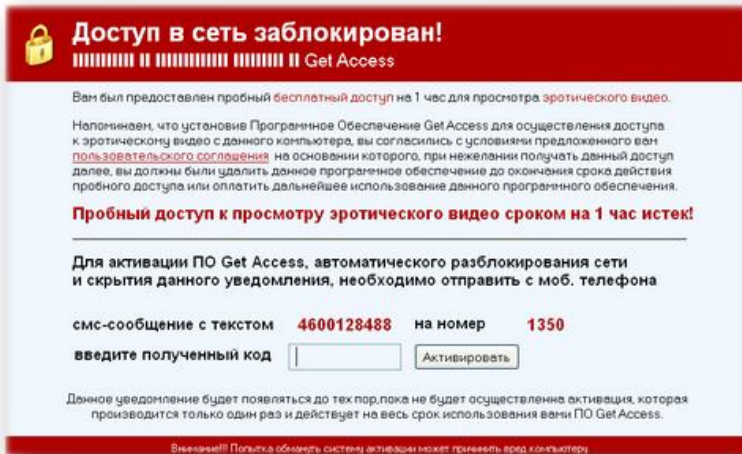 Доступ в сеть заблокирован!
Get Access
Вам был предоставлен пробный бесплатный доступ на 1 час для просмотра эротического видео.
Напоминаем, что установив Программное Обеспечение Get Access для осуществления доступа
к эротическому видео с данного компьютера, вы согласились с условиями предложенного вам
пользовательского соглашения на основании которого, при нежелании получать данный доступ
далее, вы должны были удалить данное программное обеспечение до окончания срока действия
пробного доступа или оплатить дальнейшее использование данного программного обеспечения.
Пробный доступ к просмотру эротического видео сроком на 1 час истек!
Для активации ПО Get Access, автоматического разблокирования сети
и скрытия данного уведомления, необходимо отправить с моб. телефона
смс-сообщение с текстом 4600128488 на номер 1350
введите полученный код Активировать
Данное уведомление будет появляться до тех пор,пока не будет осуществленна активация, которая
производится только один раз и действует на весь срок использования вами ПО Get Access.
Внимание!!! Попытка обмануть систему активации может причинить вред компьютеру